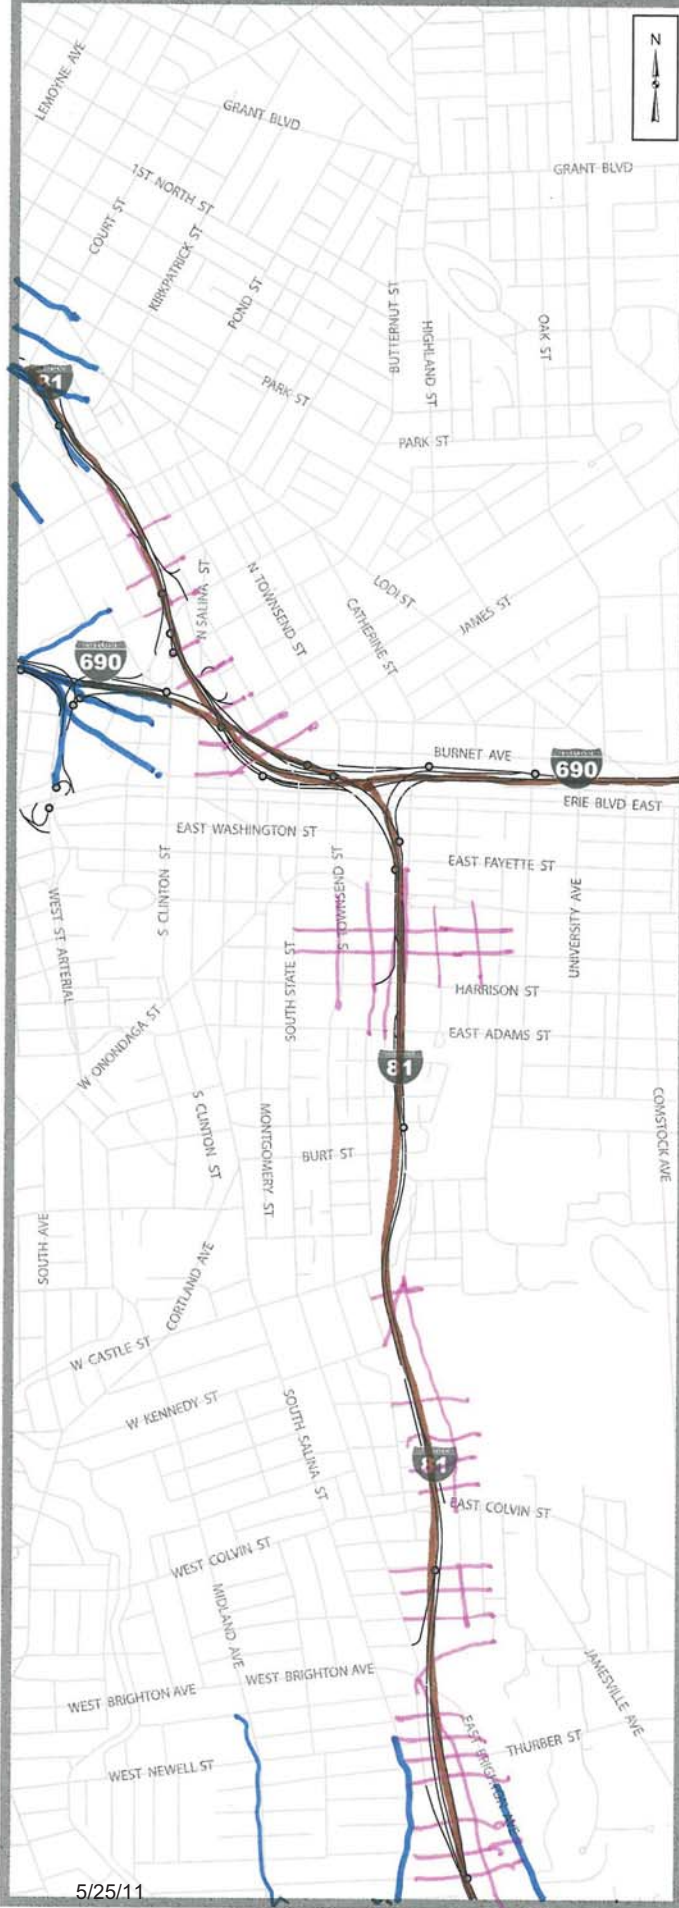 N
LEMOYNE AVE
GRANT BLVD
GRANT BLVD
1ST NORTH ST
COURT ST
KIRKPATRICK ST
POND ST
BUTTERNUT ST
HIGHLAND ST
OAK ST
81
PARK ST
PARK ST
N SALINA ST
N TOWNSEND ST
LODI ST
CATHERINE ST
JAMES ST
690
BURNET AVE
690
ERIE BLVD EAST
EAST WASHINGTON ST
EAST FAYETTE ST
S CLINTON ST
S TOWNSEND ST
UNIVERSITY AVE
WEST ST ARTERIAL
SOUTH STATE ST
HARRISON ST
EAST ADAMS ST
W ONONDAGA ST
81
S CLINTON ST
MONTGOMERY ST
BURT ST
COMSTOCK AVE
SOUTH AVE
CORTLAND AVE
W CASTLE ST
W KENNEDY ST
SOUTH SALINA ST
81
EAST COLVIN ST
WEST COLVIN ST
MIDLAND AVE
WEST BRIGHTON AVE
WEST BRIGHTON AVE
JAMESVILLE AVE
EAST BRIGHTON AVE
THURBER ST
WEST NEWELL ST
5/25/11